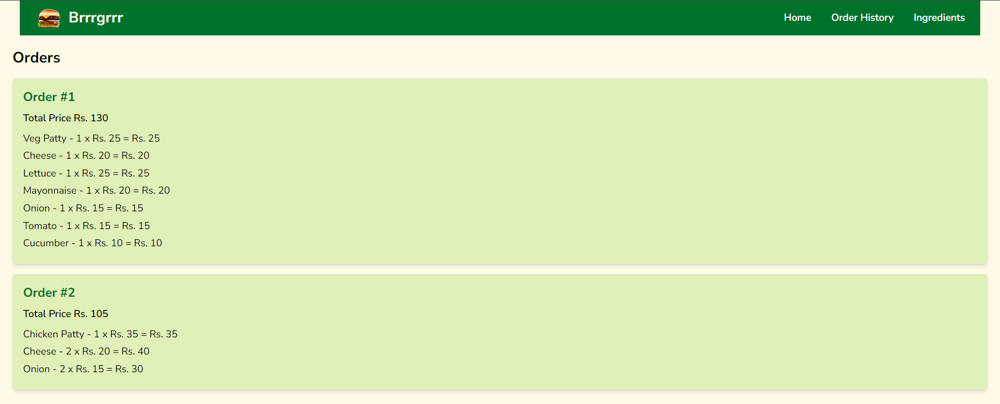 Brrrgrrr
Home Order History Ingredients
Orders
Order #1
Total Price Rs. 130
Veg Patty - 1 x Rs. 25 = Rs. 25
Cheese - 1 x Rs. 20 = Rs. 20
Lettuce - 1 x Rs. 25 = Rs. 25
Mayonnaise - 1 x Rs. 20 = Rs. 20
Onion - 1 x Rs. 15 = Rs. 15
Tomato - 1 x Rs. 15 = Rs. 15
Cucumber - 1 x Rs. 10 = Rs. 10
Order #2
Total Price Rs. 105
Chicken Patty - 1 x Rs. 35 = Rs. 35
Cheese - 2 x Rs. 20 = Rs. 40
Onion - 2 x Rs. 15 = Rs. 30